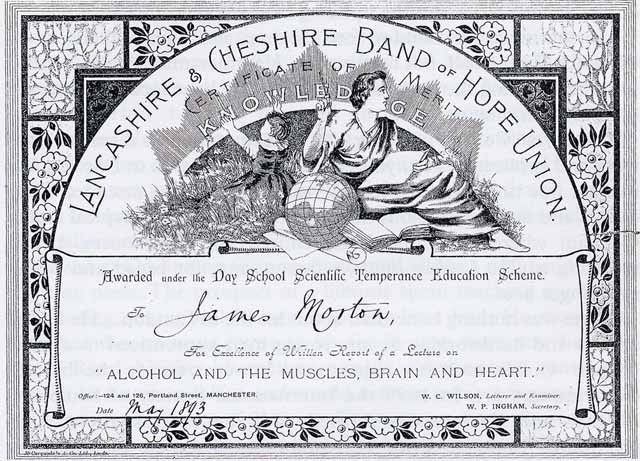 LANCASHIRE & CHESHIRE BAND OF HOPE UNION.
CERTIFICATE OF MERIT
KNOWLEDGE
Awarded under the Day School Scientific Temperance Education Scheme.
To James Morton,
For Excellence of Written Report of a Lecture on
"ALCOHOL AND THE MUSCLES, BRAIN AND HEART."
Office:—124 and 126, Portland Street, MANCHESTER.
W. C. WILSON, Lecturer and Examiner.
Date May 1893
W. P. INGHAM, Secretary.